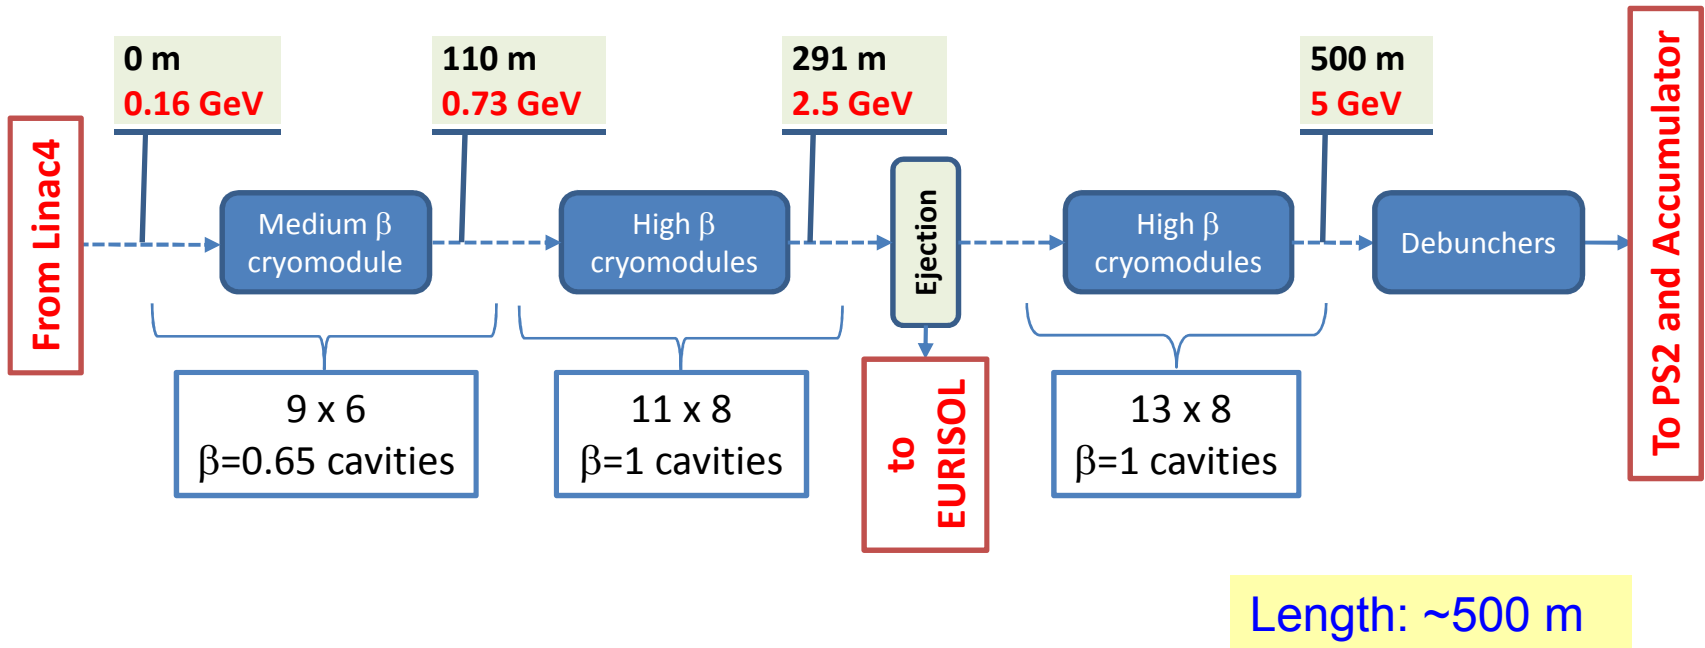 From Linac4
0 m
0.16 GeV
110 m
0.73 GeV
291 m
2.5 GeV
500 m
5 GeV
Medium β
cryomodule
High β
cryomodules
Ejection
High β
cryomodules
Debunchers
To PS2 and Accumulator
9 x 6
β=0.65 cavities
11 x 8
β=1 cavities
to
EURISOL
13 x 8
β=1 cavities
Length: ~500 m